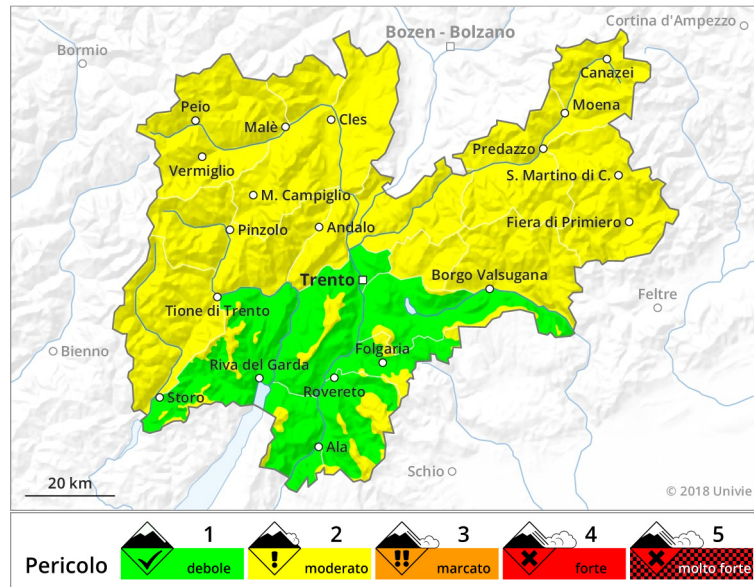 Cortina d'Ampezzo
Bozen - Bolzano
Bormio
Canazei
Peio
Moena
Malè
Cles
Predazzo
Vermiglio
S. Martino di C.
M. Campiglio
Fiera di Primiero
Pinzolo
Andalo
Trento
Borgo Valsugana
Feltre
Tione di Trento
Folgaria
Bienno
Riva del Garda
Rovereto
Storo
Ala
Schio
20 km
© 2018 Univie
1 2 3 4 5
Pericolo debole moderato marcato forte molto forte